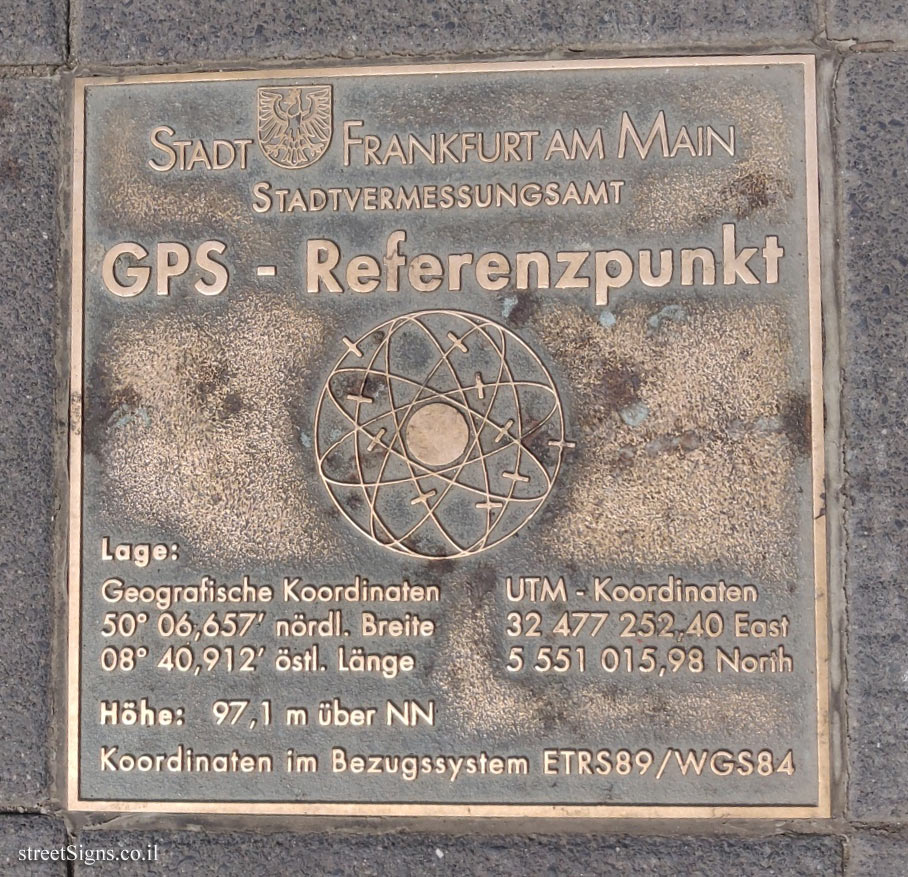 STADT FRANKFURT AM MAIN
STADTVERMESSUNGSAMT
GPS - Referenzpunkt
Lage:
Geografische Koordinaten
50° 06,657' nördl. Breite
08° 40,912' östl. Länge
UTM - Koordinaten
32 477 252,40 East
5 551 015,98 North
Höhe: 97,1 m über NN
Koordinaten im Bezugssystem ETRS89/WGS84
streetSigns.co.il